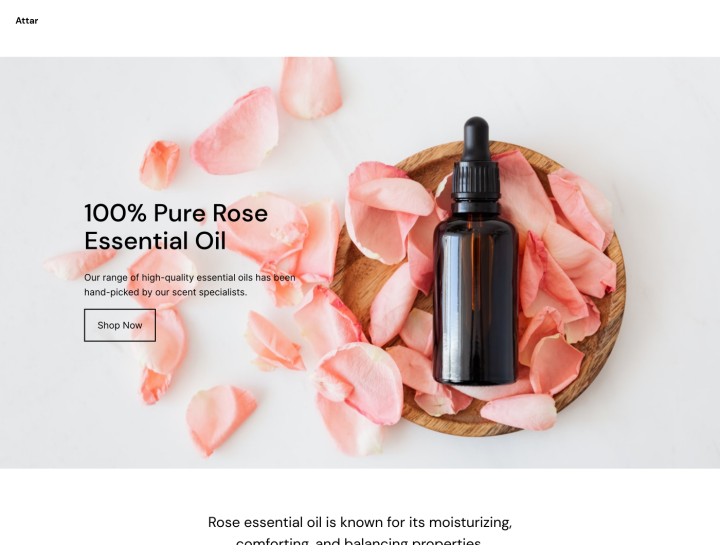 Attar
100% Pure Rose
Essential Oil
Our range of high-quality essential oils has been
hand-picked by our scent specialists.
Shop Now
Rose essential oil is known for its moisturizing,
comforting, and balancing properties.